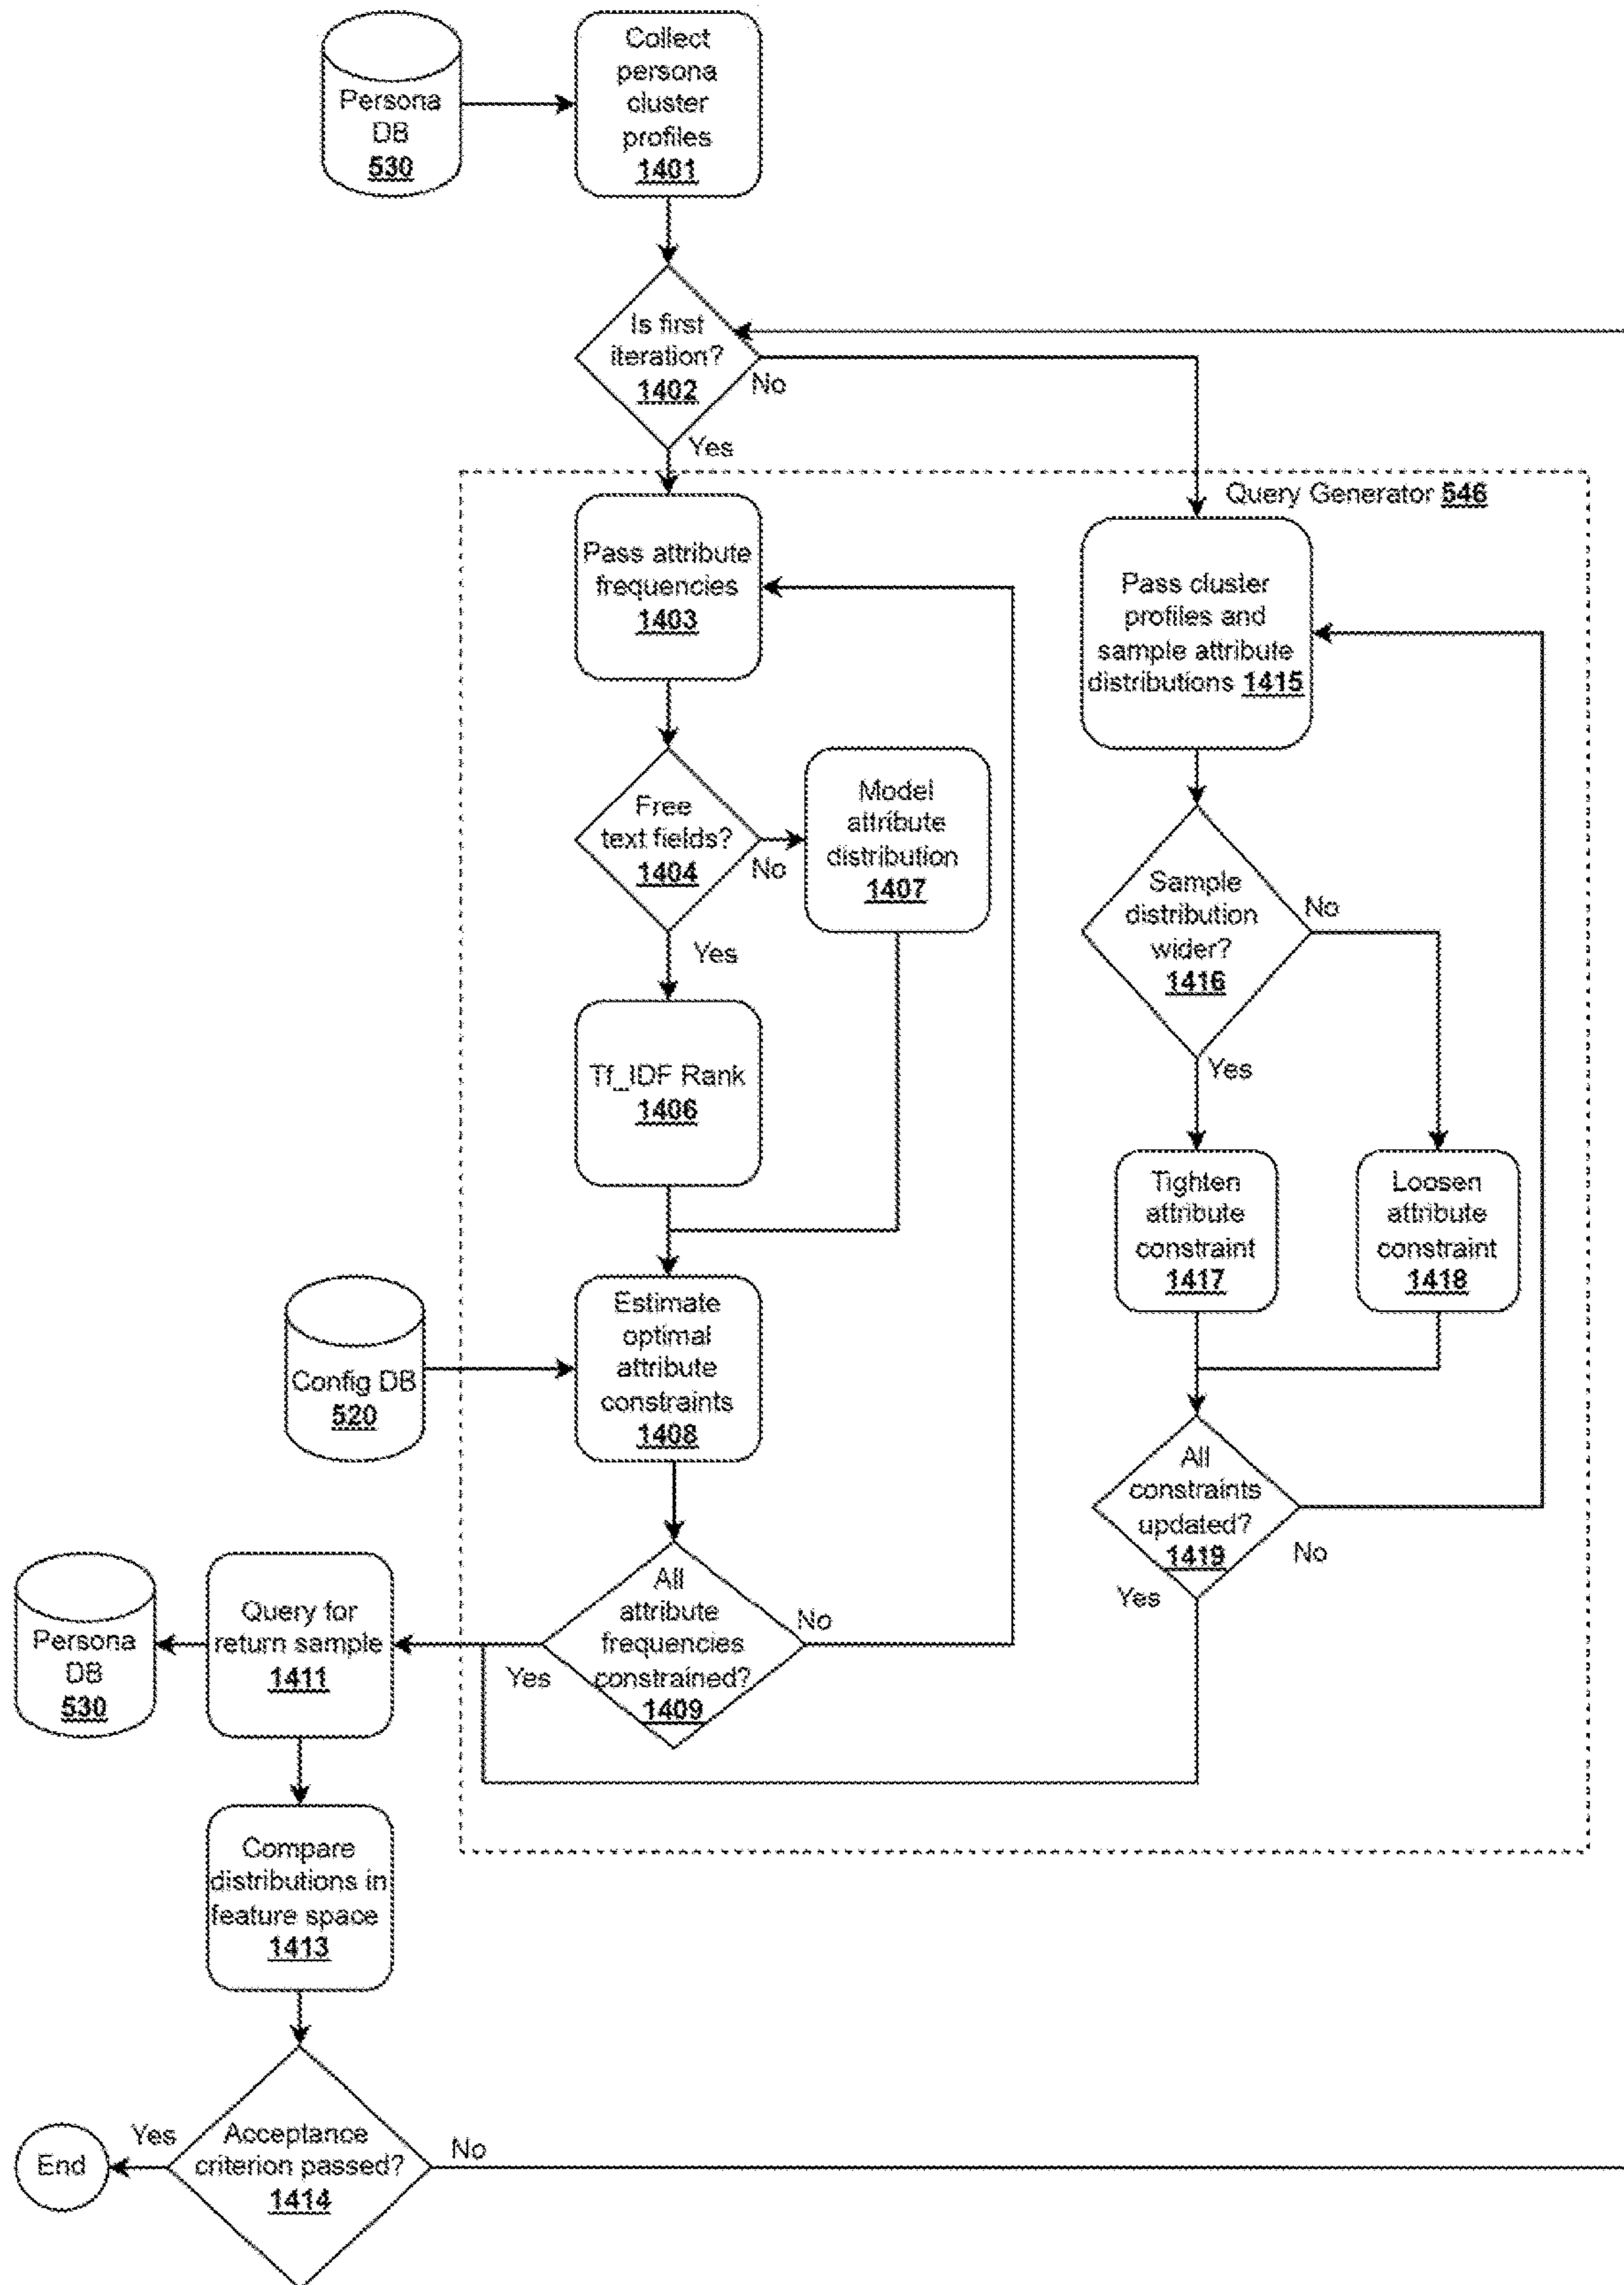 Persona
DB
530
Collect
persona
cluster
profiles
1401
Is first
iteration?
1402
No
Yes
Query Generator 546
Pass attribute
frequencies
1403
Pass cluster
profiles and
sample attribute
distributions 1415
Free
text fields?
1404
No
Yes
Model
attribute
distribution
1407
Sample
distribution
wider?
1416
No
Yes
Tf_IDF Rank
1406
Tighten
attribute
constraint
1417
Loosen
attribute
constraint
1418
Config DB
520
Estimate
optimal
attribute
constraints
1408
All
constraints
updated?
1419
No
Yes
All
attribute
frequencies
constrained?
1409
No
Yes
Query for
return sample
1411
Persona
DB
530
Compare
distributions in
feature space
1413
Acceptance
criterion passed?
1414
Yes
No
End